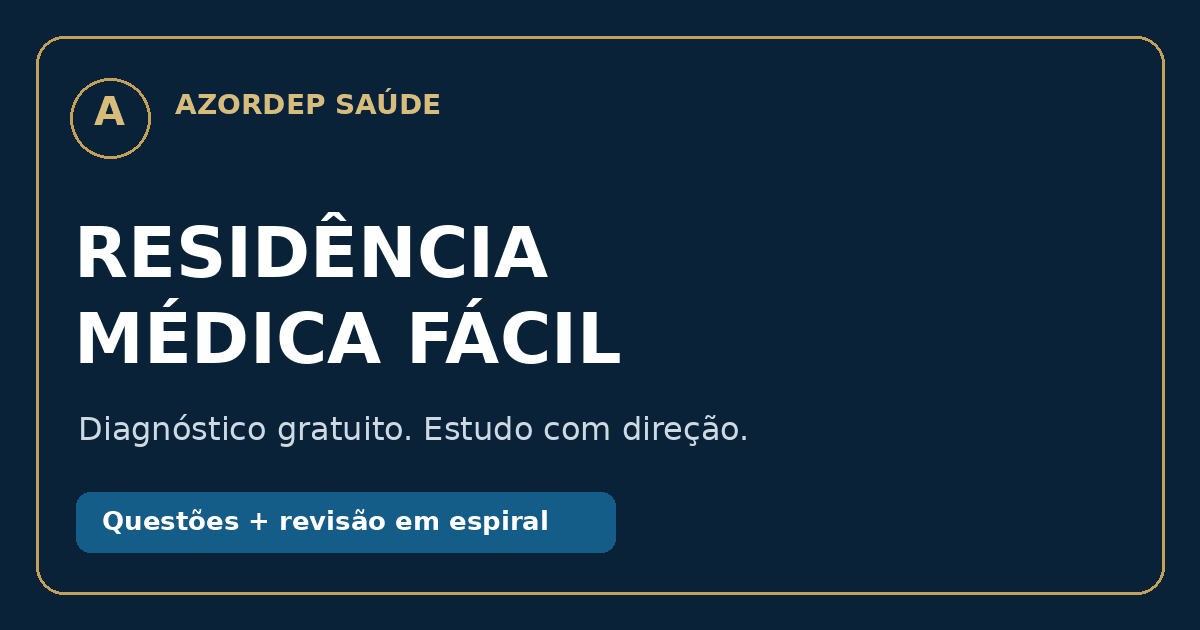 A
AZORDEP SAÚDE
RESIDÊNCIA
MÉDICA FÁCIL
Diagnóstico gratuito. Estudo com direção.
Questões + revisão em espiral